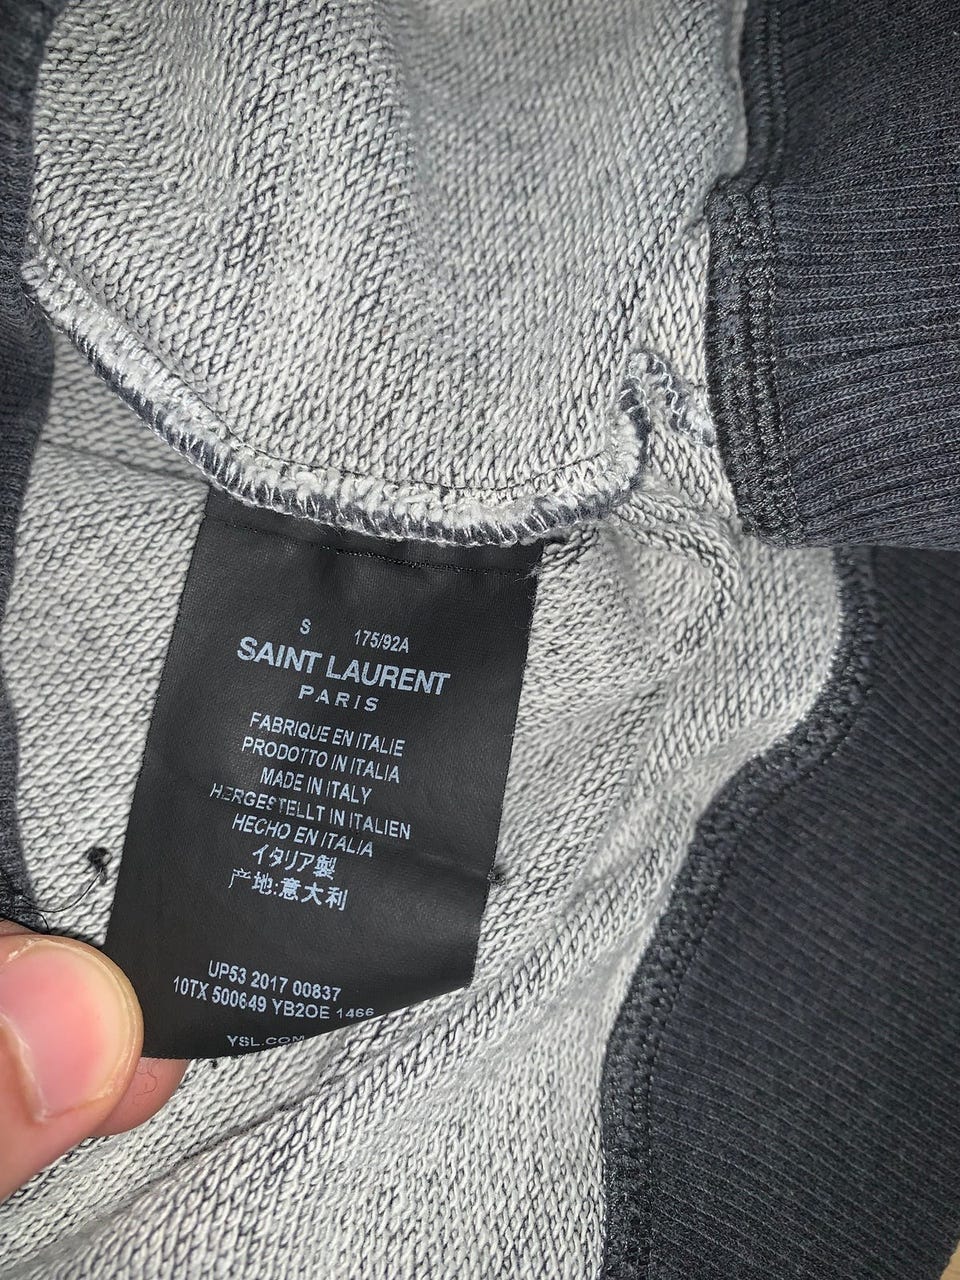 S 175/92A
SAINT LAURENT
PARIS
FABRIQUE EN ITALIE
PRODOTTO IN ITALIA
MADE IN ITALY
HERGESTELLT IN ITALIEN
HECHO EN ITALIA
イタリア製
产地:意大利
UP53 2017 00837
10TX 500649 YB2OE 1466
YSL.COM